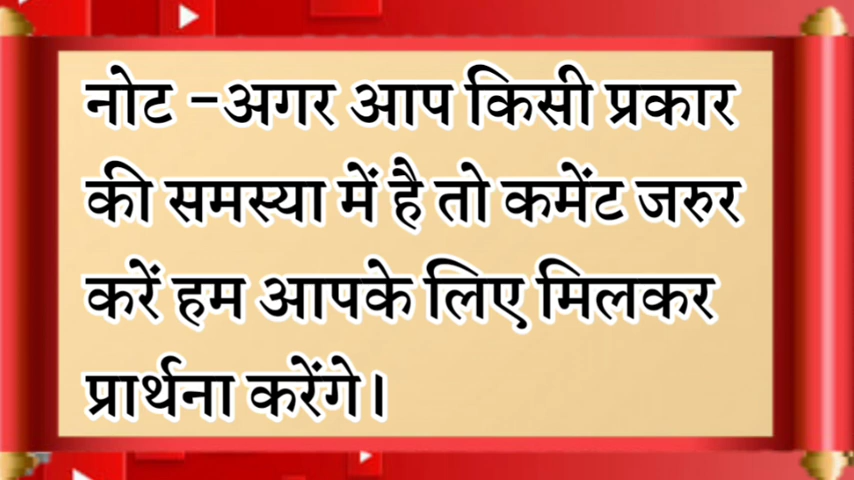 नोट -अगर आप किसी प्रकार
की समस्या में है तो कमेंट जरुर
करें हम आपके लिए मिलकर
प्रार्थना करेंगे।